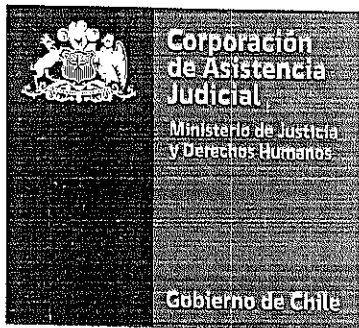 Corporación
de Asistencia
Judicial
Ministerio de Justicia
y Derechos Humanos
Gobierno de Chile